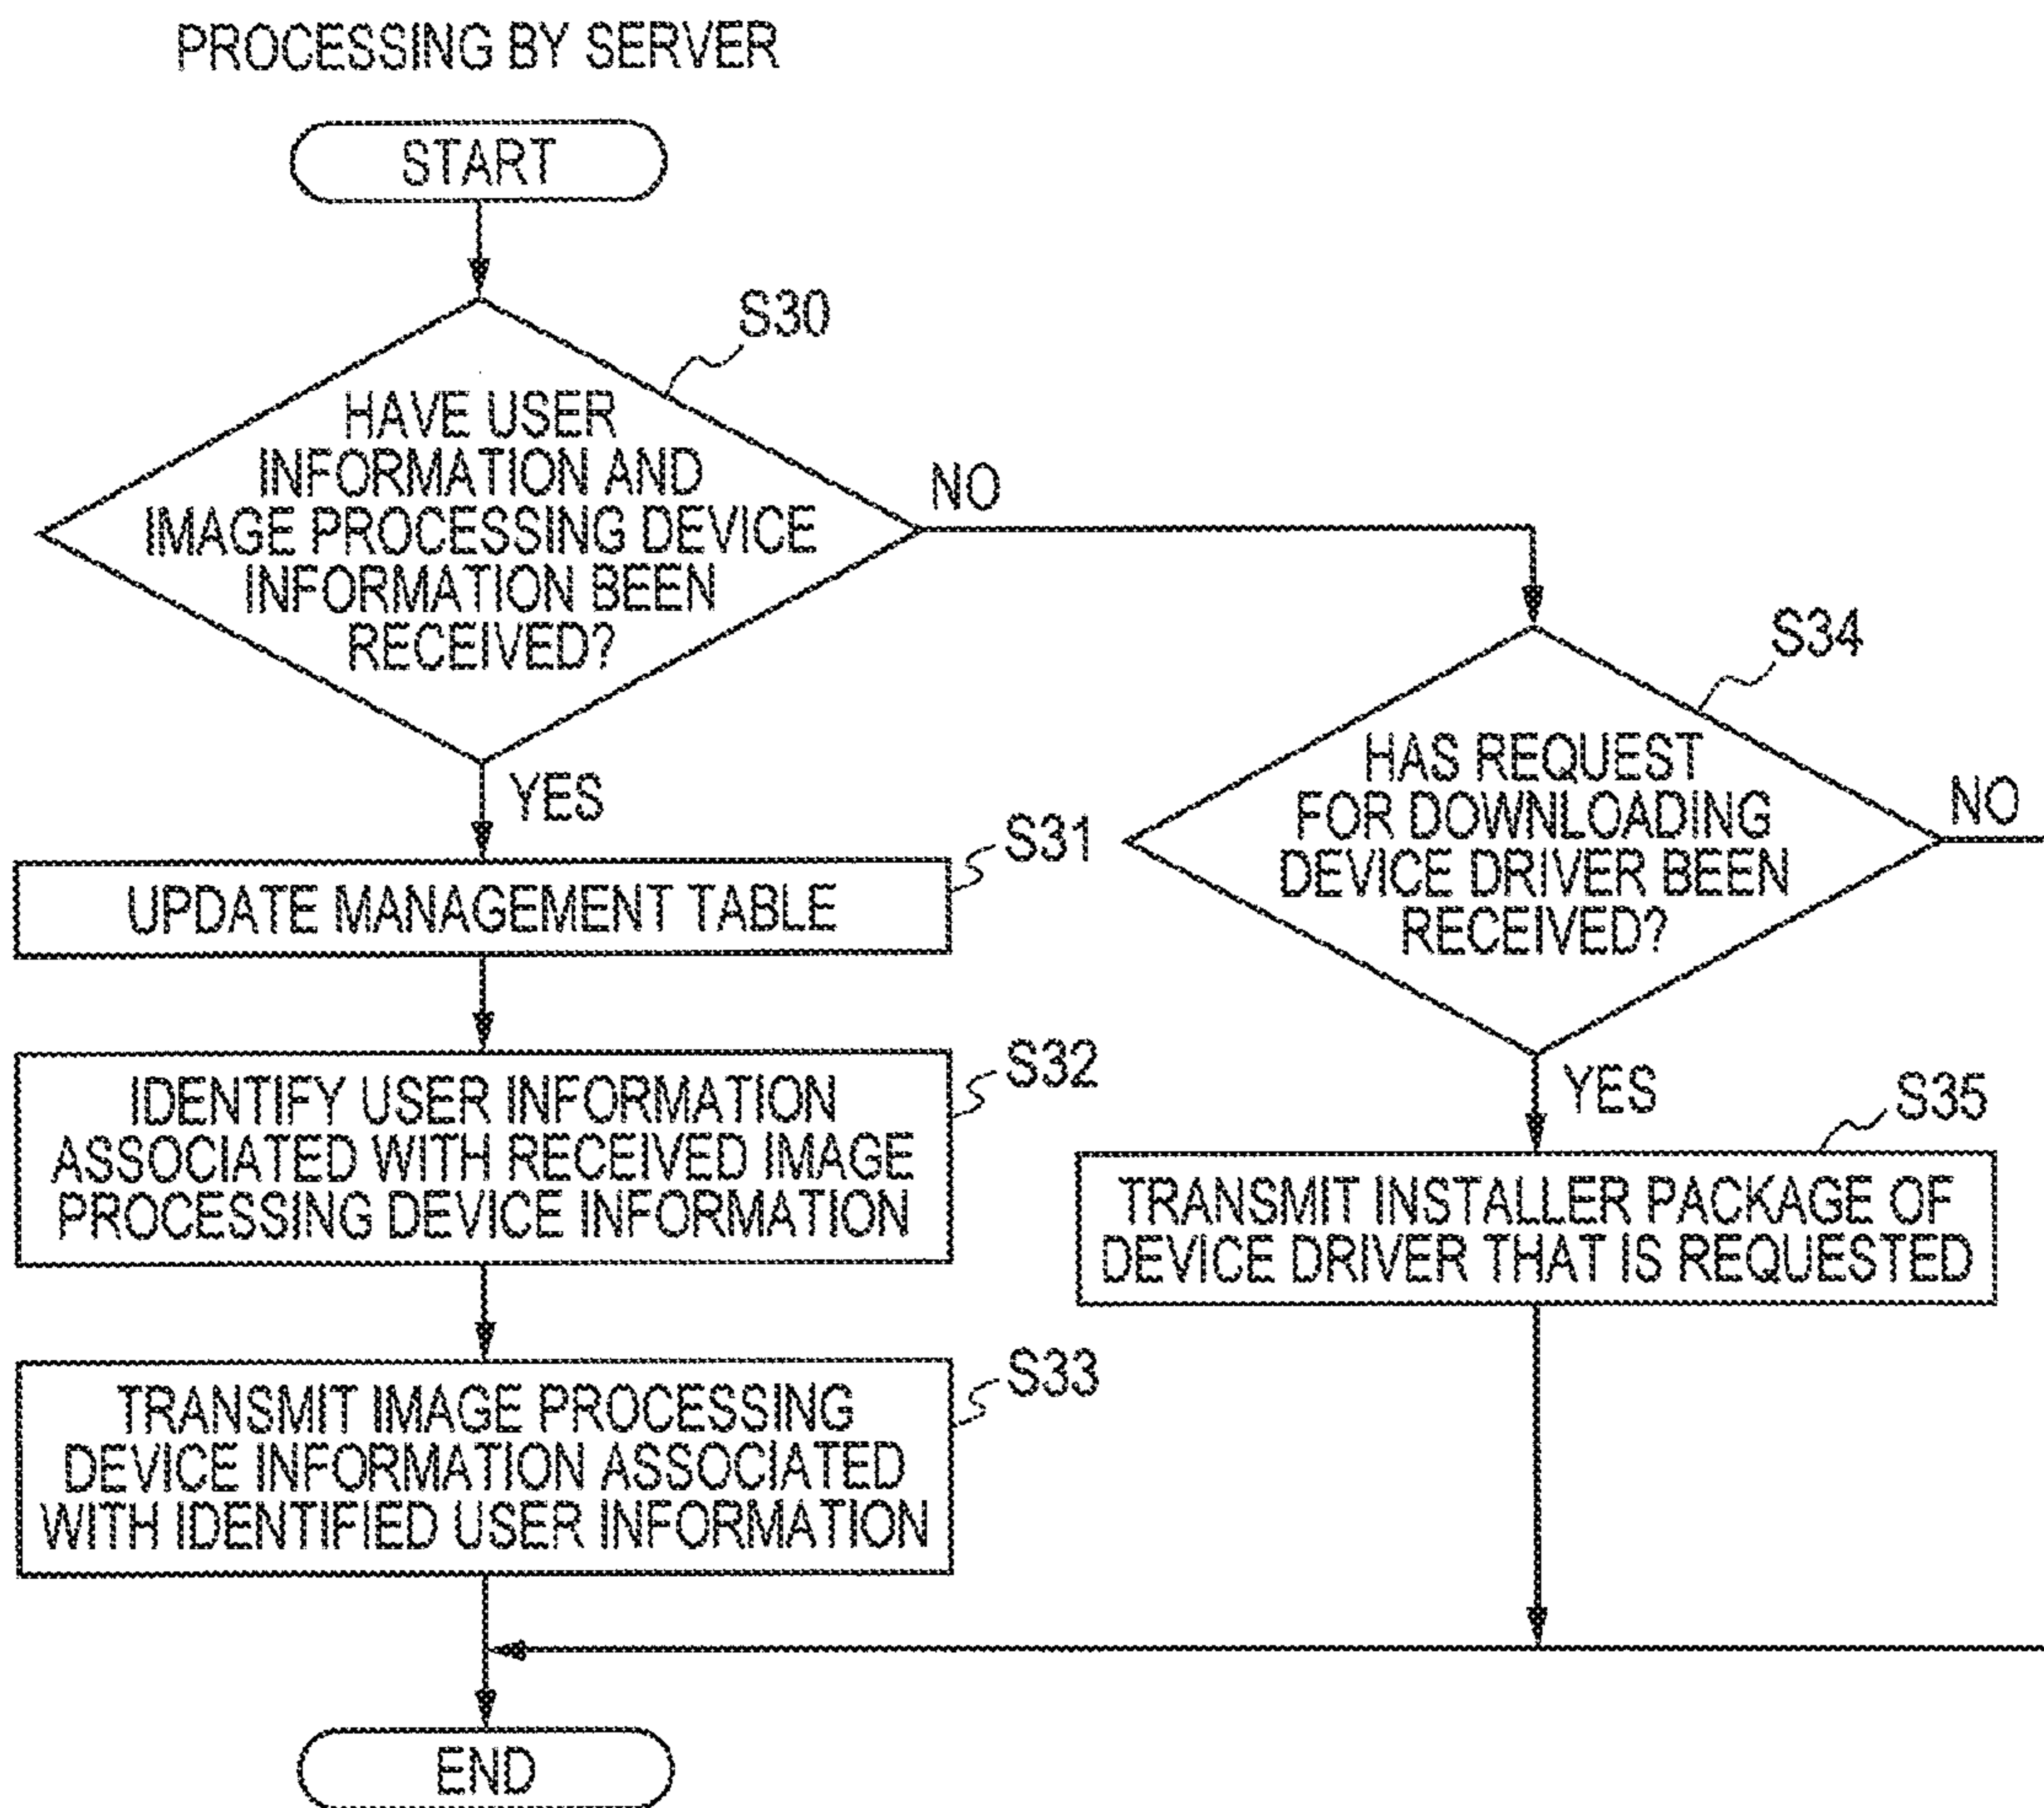 PROCESSING BY SERVER
START
S30
HAVE USER
INFORMATION AND
IMAGE PROCESSING DEVICE
INFORMATION BEEN
RECEIVED?
NO
YES
S31
UPDATE MANAGEMENT TABLE
S32
IDENTIFY USER INFORMATION
ASSOCIATED WITH RECEIVED IMAGE
PROCESSING DEVICE INFORMATION
S33
TRANSMIT IMAGE PROCESSING
DEVICE INFORMATION ASSOCIATED
WITH IDENTIFIED USER INFORMATION
S34
HAS REQUEST
FOR DOWNLOADING
DEVICE DRIVER BEEN
RECEIVED?
NO
YES
S35
TRANSMIT INSTALLER PACKAGE OF
DEVICE DRIVER THAT IS REQUESTED
END